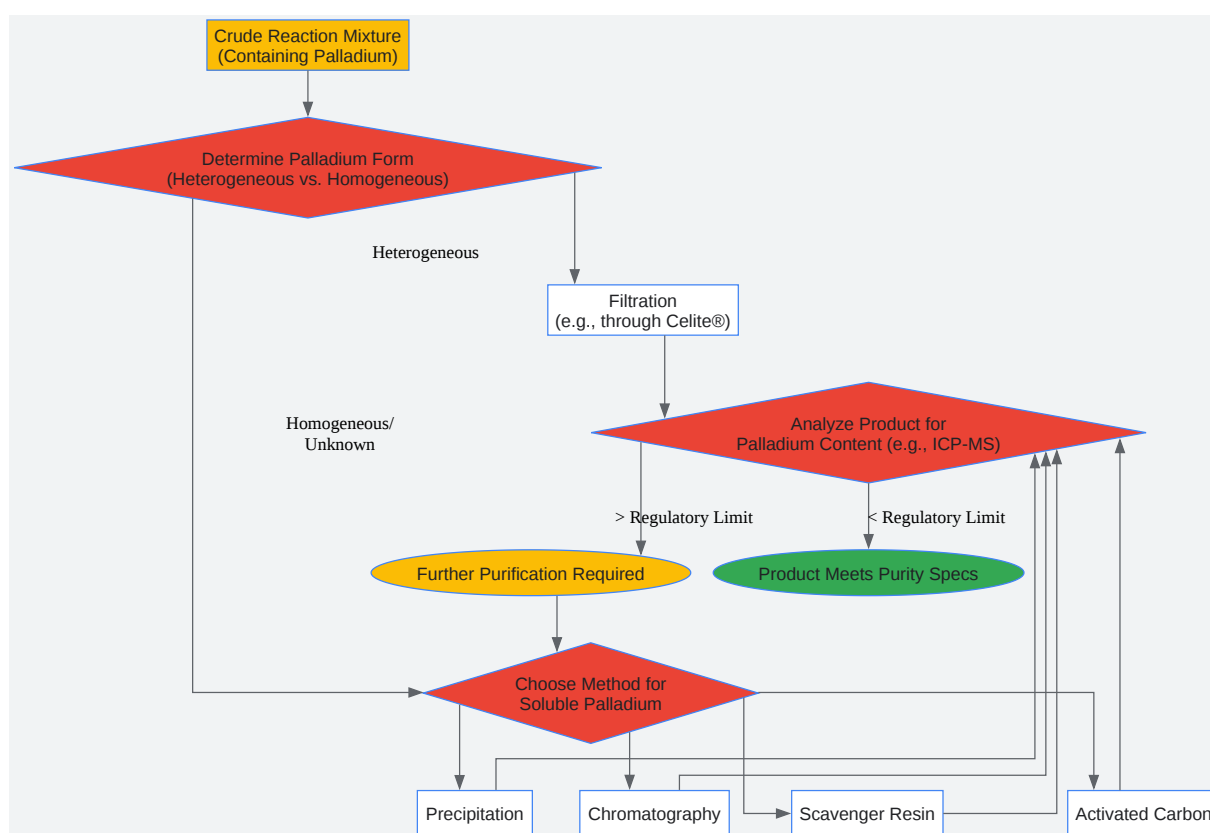 Crude Reaction Mixture
(Containing Palladium)
Determine Palladium Form
(Heterogeneous vs. Homogeneous)
Heterogeneous
Filtration
(e.g., through Celite®)
Homogeneous/
Unknown
Analyze Product for
Palladium Content (e.g., ICP-MS)
> Regulatory Limit
< Regulatory Limit
Further Purification Required
Product Meets Purity Specs
Choose Method for
Soluble Palladium
Precipitation
Chromatography
Scavenger Resin
Activated Carbon